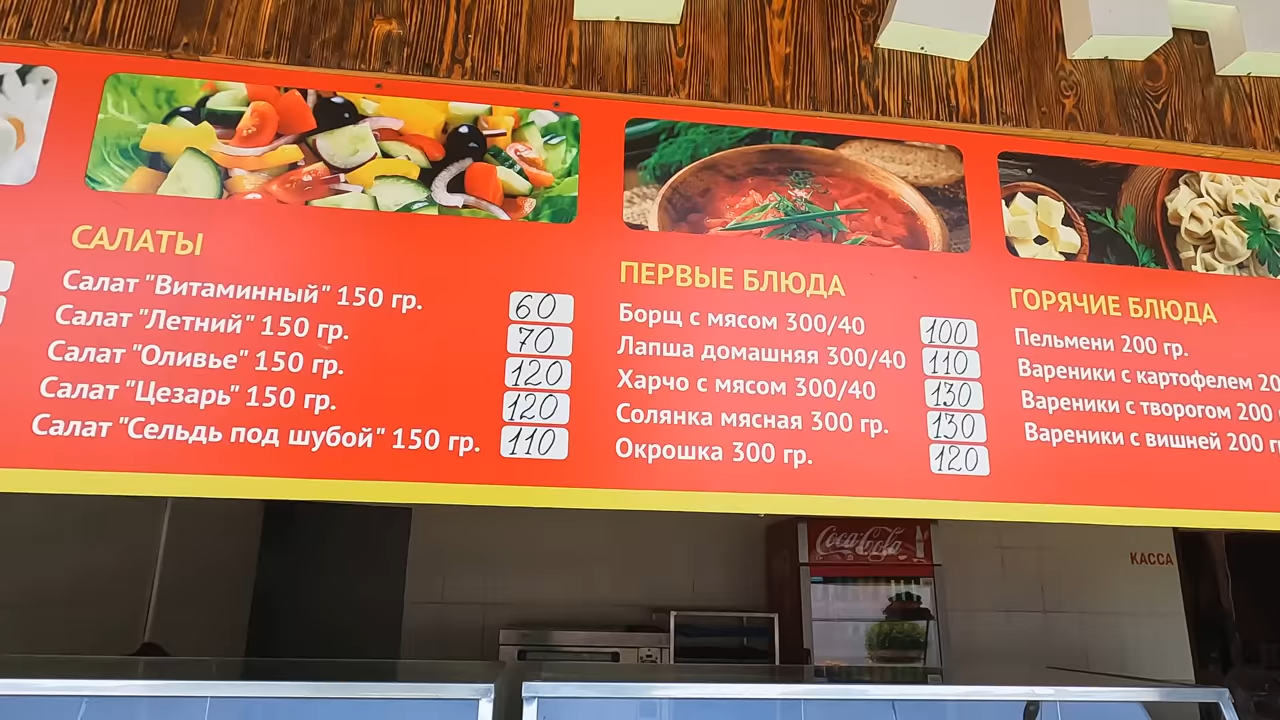 САЛАТЫ
Салат "Витаминный" 150 гр. 60
Салат "Летний" 150 гр. 70
Салат "Оливье" 150 гр. 120
Салат "Цезарь" 150 гр. 120
Салат "Сельдь под шубой" 150 гр. 110
ПЕРВЫЕ БЛЮДА
Борщ с мясом 300/40 100
Лапша домашняя 300/40 110
Харчо с мясом 300/40 130
Солянка мясная 300 гр. 130
Окрошка 300 гр. 120
ГОРЯЧИЕ БЛЮДА
Пельмени 200 гр.
Вареники с картофелем 20
Вареники с творогом 200
Вареники с вишней 200 гр
Coca-Cola
КАССА